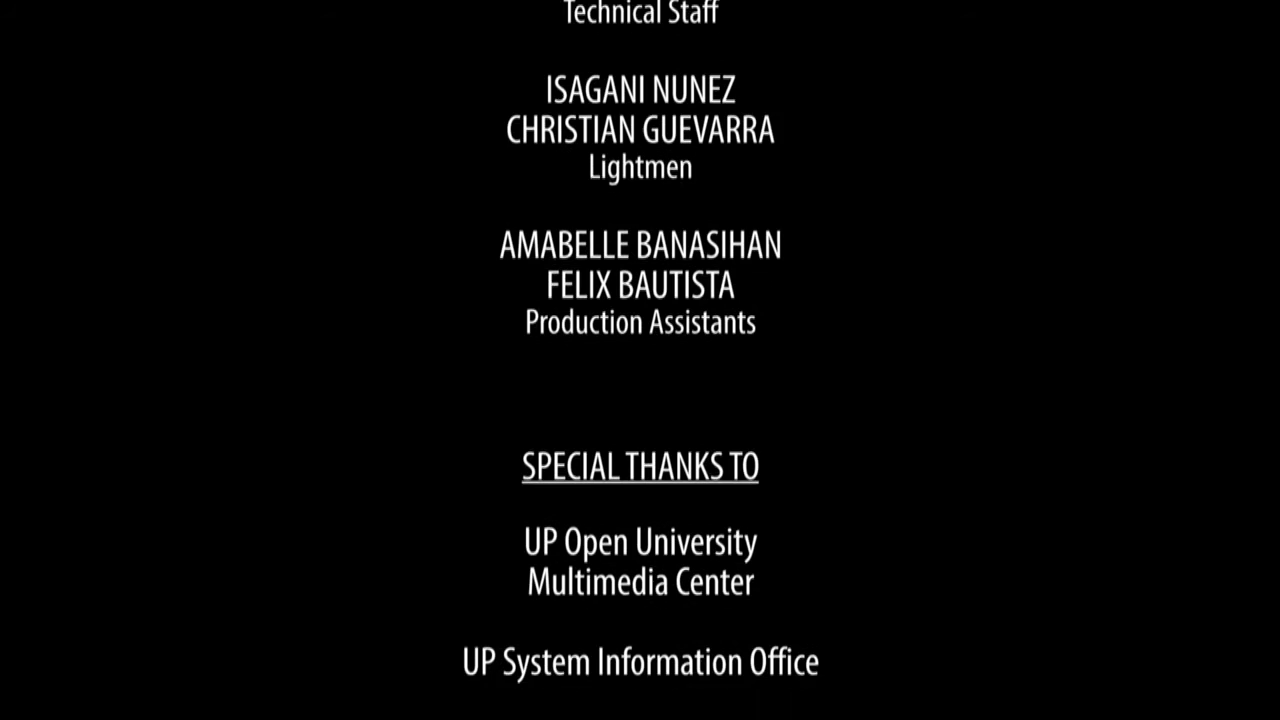 Technical Staff
ISAGANI NUNEZ
CHRISTIAN GUEVARRA
Lightmen
AMABELLE BANASIHAN
FELIX BAUTISTA
Production Assistants
SPECIAL THANKS TO
UP Open University
Multimedia Center
UP System Information Office